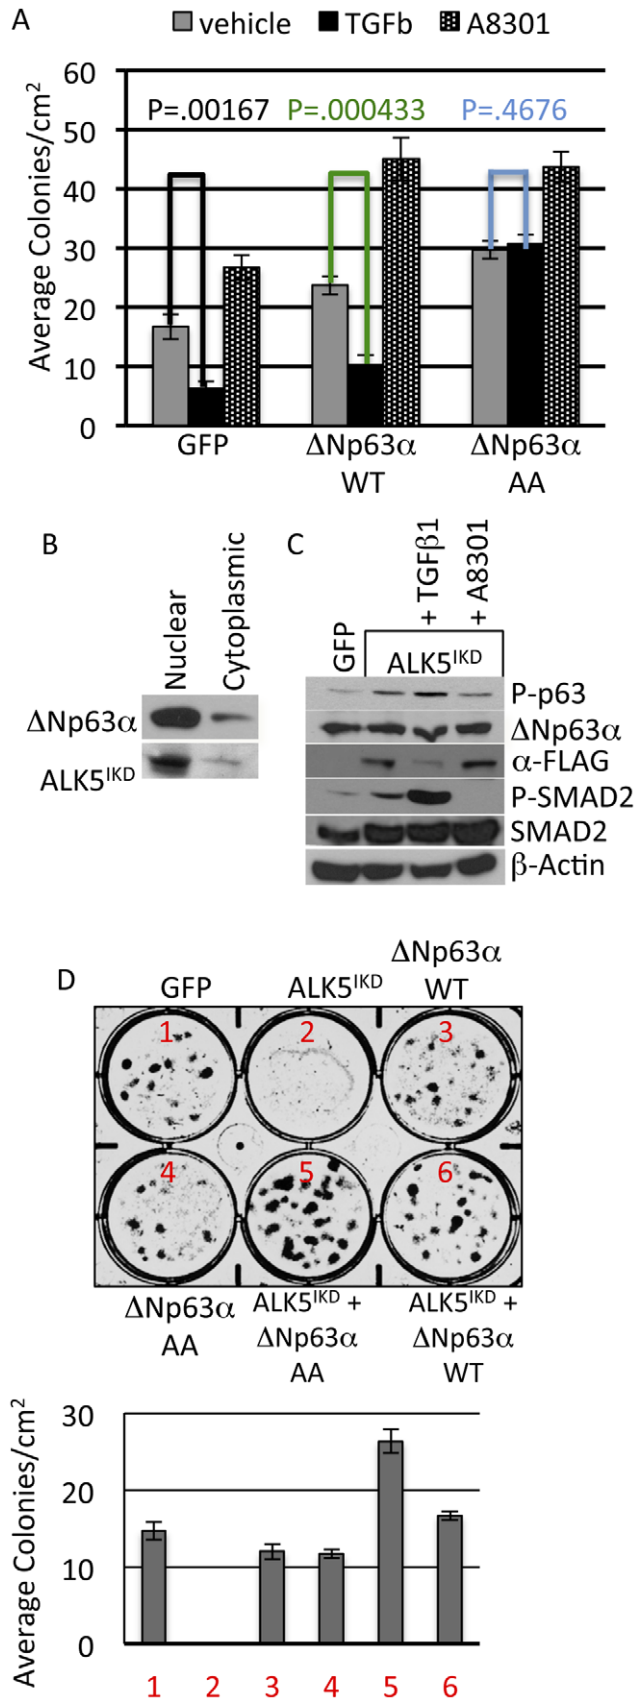 A
vehicle TGFb A8301
Average Colonies/cm²
60
50
40
30
20
10
0
P=.00167 P=.000433 P=.4676
GFP ΔNp63α WT ΔNp63α AA
B
Nuclear
Cytoplasmic
ΔNp63α
ALK5ᴵᴷᴰ
C
GFP
+ TGFβ1
+ A8301
ALK5ᴵᴷᴰ
P-p63
ΔNp63α
α-FLAG
P-SMAD2
SMAD2
β-Actin
D
GFP ALK5ᴵᴷᴰ ΔNp63α WT
1 2 3
4 5 6
ΔNp63α AA
ALK5ᴵᴷᴰ + ΔNp63α AA
ALK5ᴵᴷᴰ + ΔNp63α WT
Average Colonies/cm²
30
20
10
0
1 2 3 4 5 6